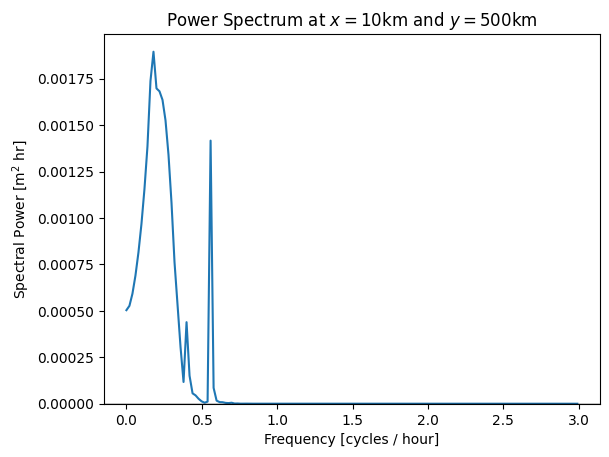 Power Spectrum at x = 10km and y = 500km
Spectral Power [m² hr]
0.00175
0.00150
0.00125
0.00100
0.00075
0.00050
0.00025
0.00000
0.0 0.5 1.0 1.5 2.0 2.5 3.0
Frequency [cycles / hour]